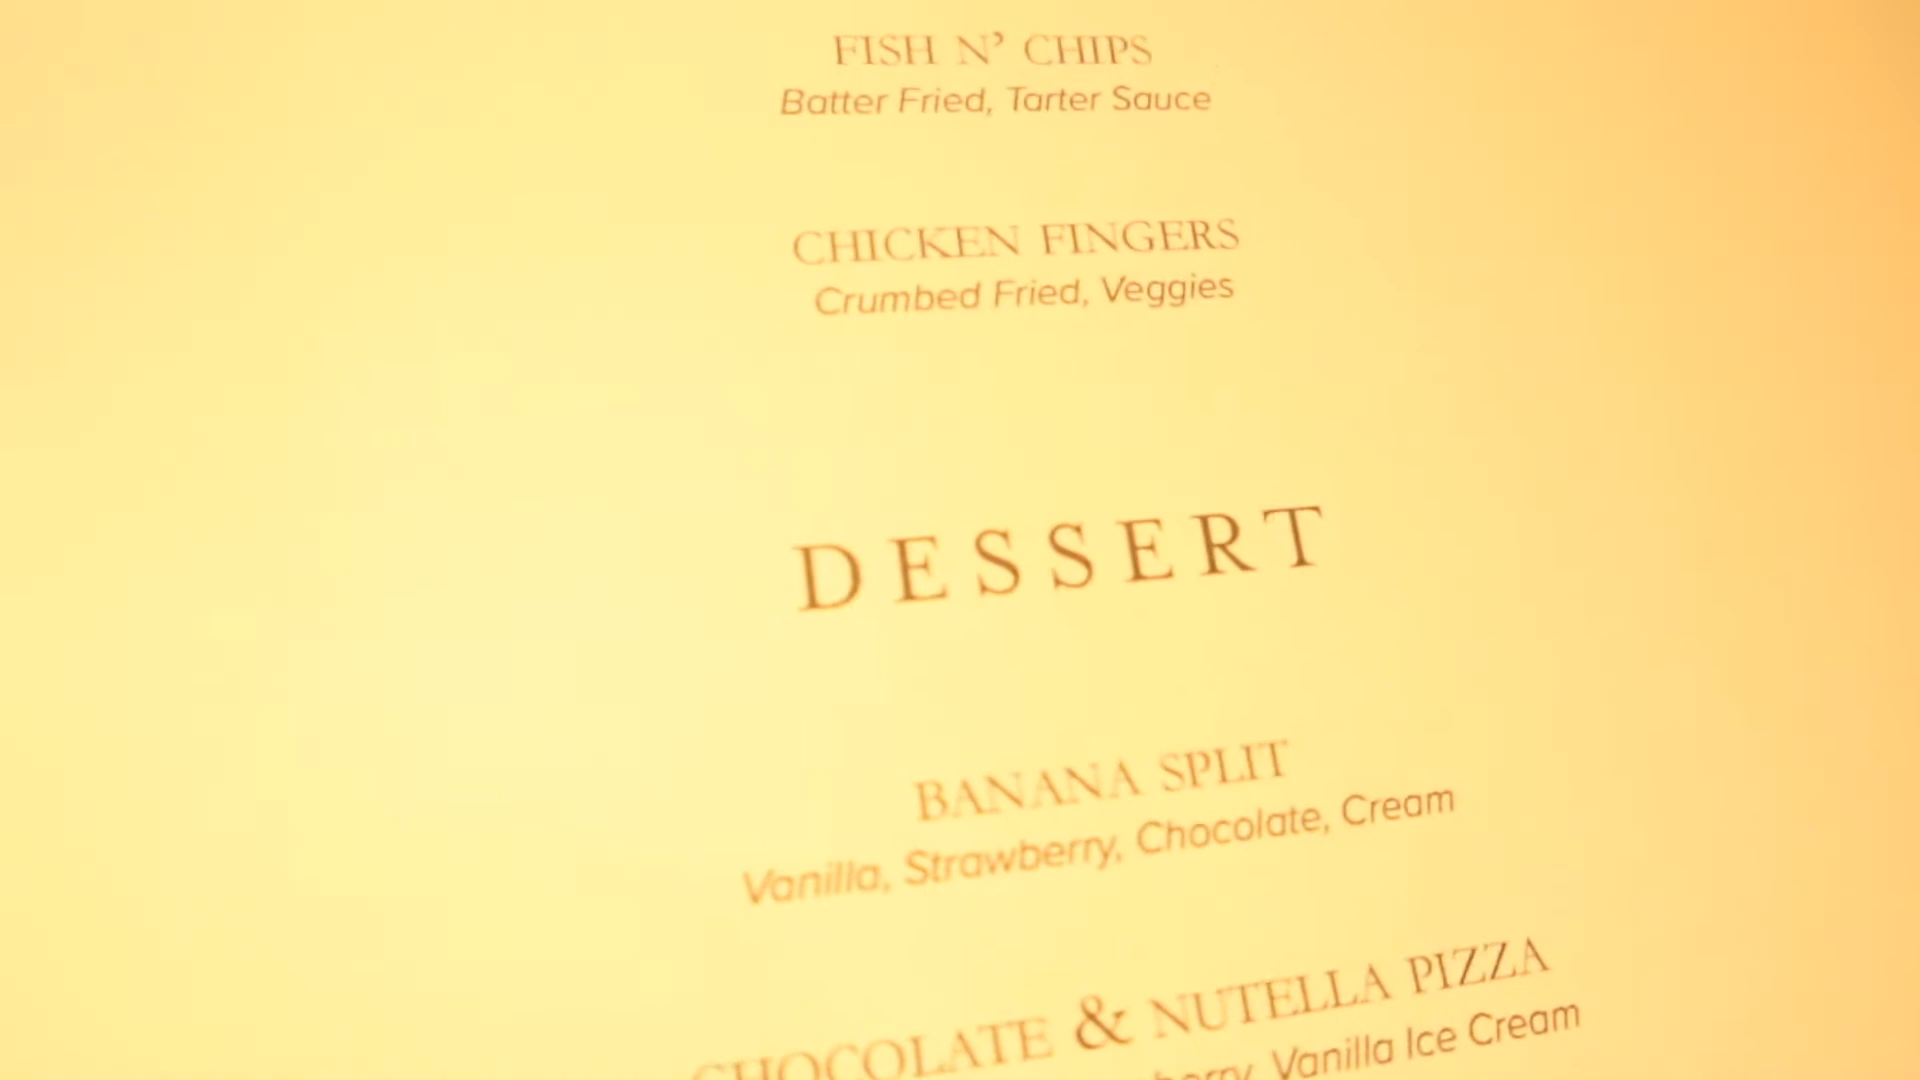 FISH N' CHIPS
Batter Fried, Tarter Sauce
CHICKEN FINGERS
Crumbed Fried, Veggies
DESSERT
BANANA SPLIT
Vanilla, Strawberry, Chocolate, Cream
CHOCOLATE & NUTELLA PIZZA
Vanilla Ice Cream